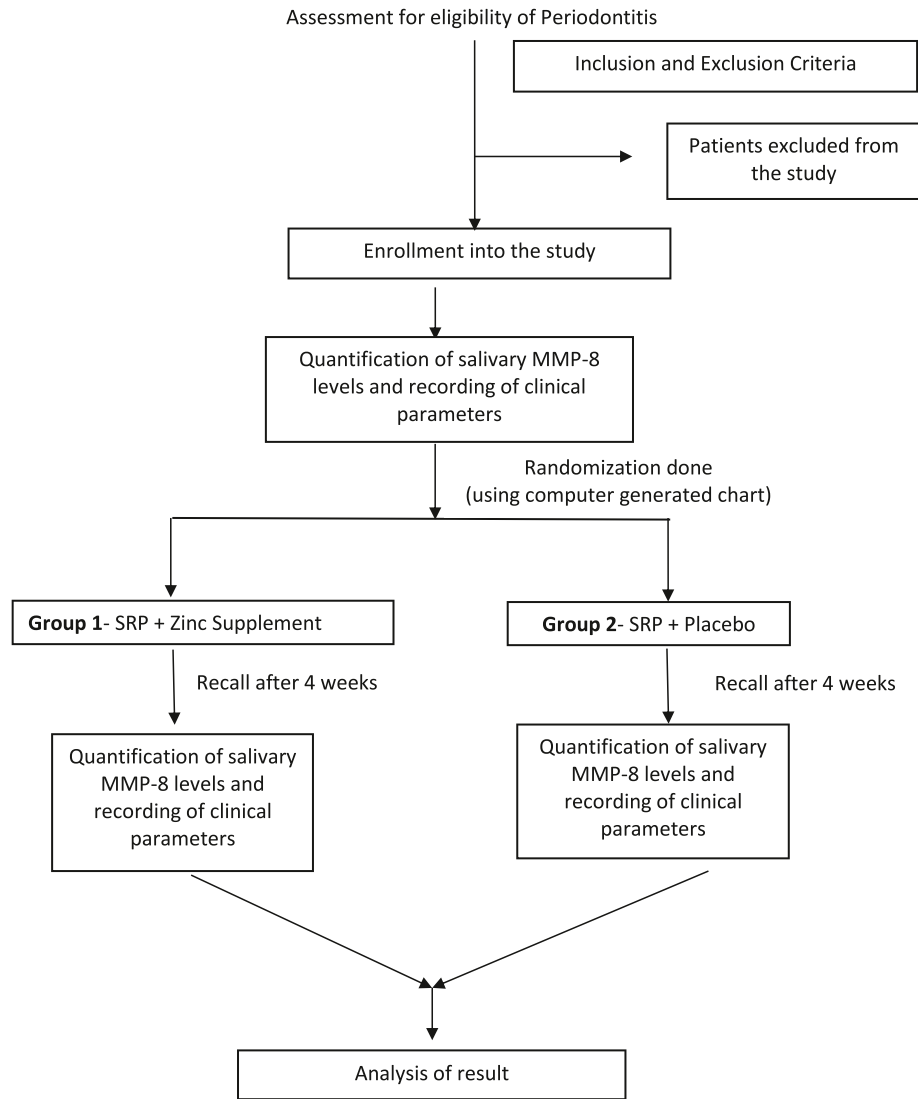 Assessment for eligibility of Periodontitis
Inclusion and Exclusion Criteria
Patients excluded from
the study
Enrollment into the study
Quantification of salivary MMP-8
levels and recording of clinical
parameters
Randomization done
(using computer generated chart)
Group 1- SRP + Zinc Supplement
Group 2- SRP + Placebo
Recall after 4 weeks
Recall after 4 weeks
Quantification of salivary
MMP-8 levels and
recording of clinical
parameters
Quantification of salivary
MMP-8 levels and
recording of clinical
parameters
Analysis of result